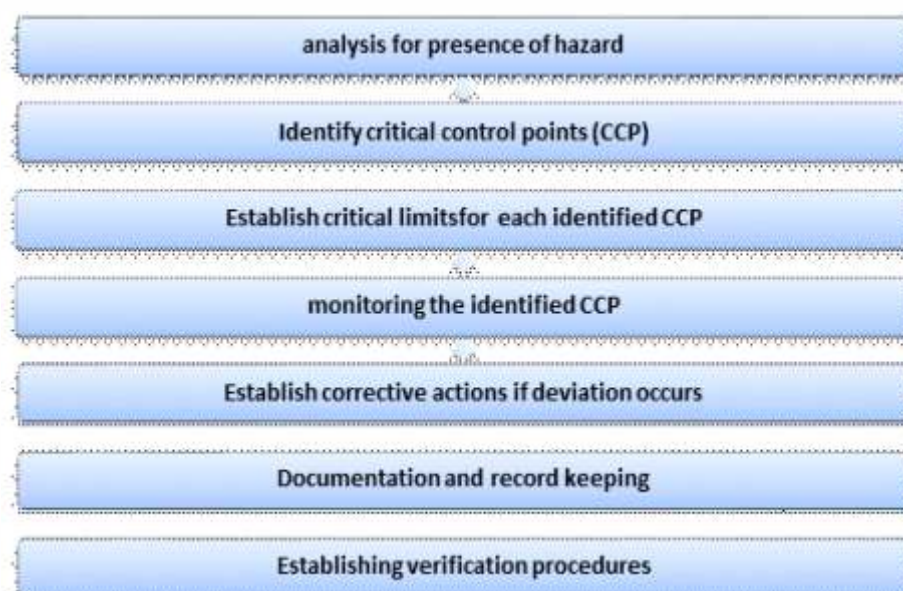 analysis for presence of hazard
Identify critical control points (CCP)
Establish critical limitsfor each identified CCP
monitoring the identified CCP
Establish corrective actions if deviation occurs
Documentation and record keeping
Establishing verification procedures